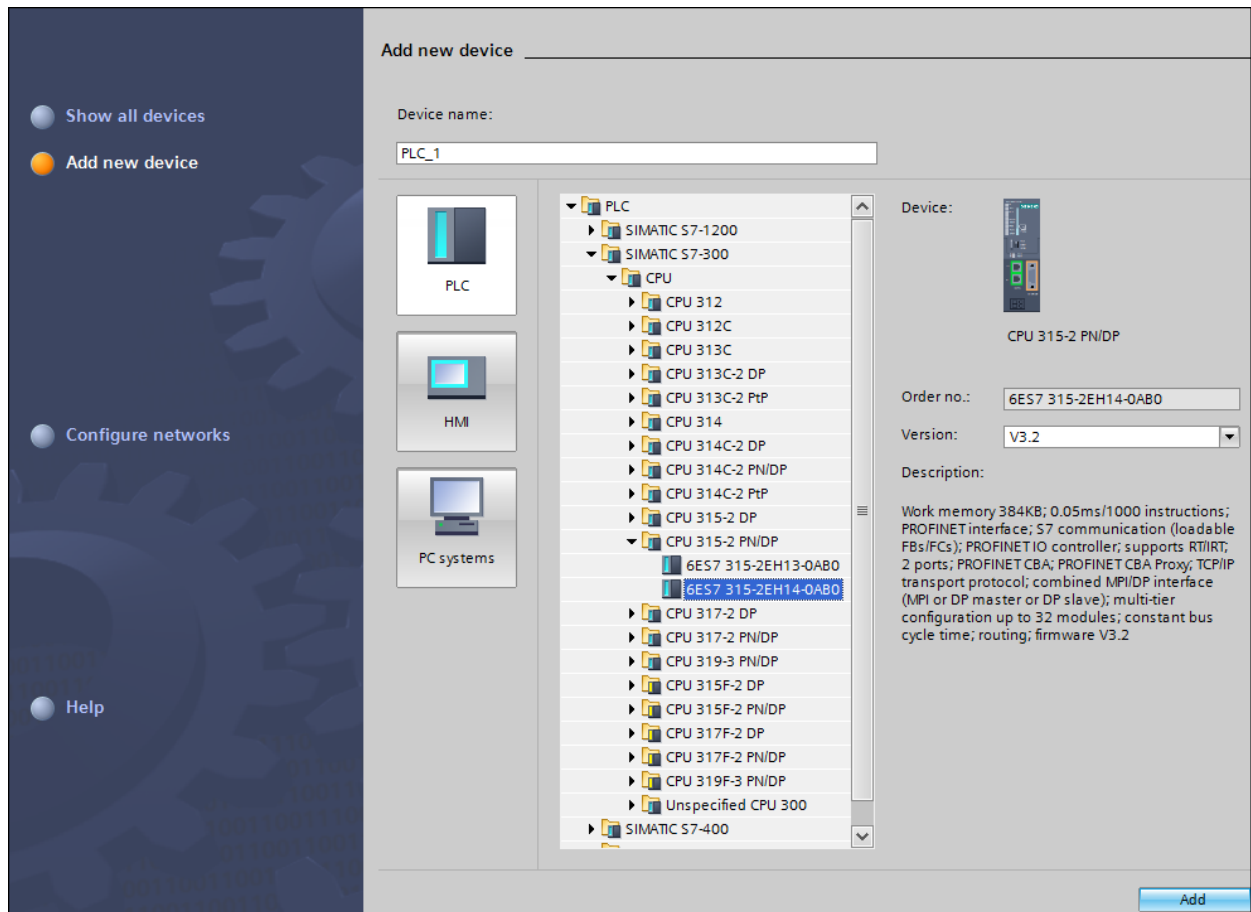 Add new device
Show all devices
Add new device
Configure networks
Help
Device name:
PLC_1
PLC
HMI
PC systems
PLC
SIMATIC S7-1200
SIMATIC S7-300
CPU
CPU 312
CPU 312C
CPU 313C
CPU 313C-2 DP
CPU 313C-2 PtP
CPU 314
CPU 314C-2 DP
CPU 314C-2 PN/DP
CPU 314C-2 PtP
CPU 315-2 DP
CPU 315-2 PN/DP
6ES7 315-2EH13-0AB0
6ES7 315-2EH14-0AB0
CPU 317-2 DP
CPU 317-2 PN/DP
CPU 319-3 PN/DP
CPU 315F-2 DP
CPU 315F-2 PN/DP
CPU 317F-2 DP
CPU 317F-2 PN/DP
CPU 319F-3 PN/DP
Unspecified CPU 300
SIMATIC S7-400
Device:
CPU 315-2 PN/DP
Order no.: 6ES7 315-2EH14-0AB0
Version: V3.2
Description:
Work memory 384KB; 0.05ms/1000 instructions;
PROFINET interface; S7 communication (loadable
FBs/FCs); PROFINET IO controller; supports RT/IRT;
2 ports; PROFINET CBA; PROFINET CBA Proxy; TCP/IP
transport protocol; combined MPI/DP interface
(MPI or DP master or DP slave); multi-tier
configuration up to 32 modules; constant bus
cycle time; routing; firmware V3.2
Add